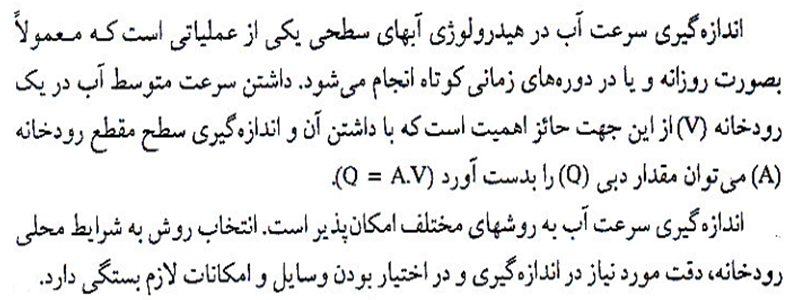 اندازه‌گیری سرعت آب در هیدرولوژی آبهای سطحی یکی از عملیاتی است که معمولاً
بصورت روزانه و یا در دوره‌های زمانی کوتاه انجام می‌شود. داشتن سرعت متوسط آب در یک
رودخانه (V) از این جهت حائز اهمیت است که با داشتن آن و اندازه‌گیری سطح مقطع رودخانه
(A) می‌توان مقدار دبی (Q) را بدست آورد (Q = A.V).
اندازه‌گیری سرعت آب به روشهای مختلف امکان‌پذیر است. انتخاب روش به شرایط محلی
رودخانه، دقت مورد نیاز در اندازه‌گیری و در اختیار بودن وسایل و امکانات لازم بستگی دارد.